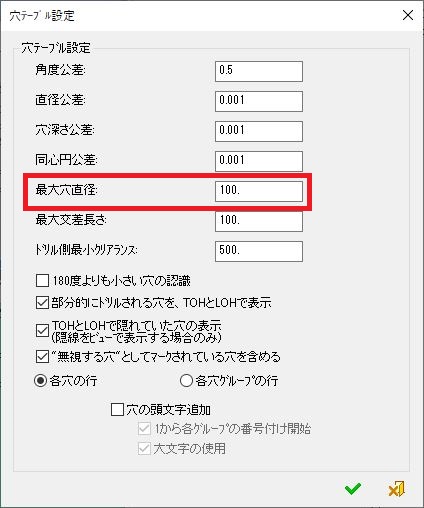 穴テーブル設定
穴ﾃｰﾌﾞﾙ設定
角度公差: 0.5
直径公差: 0.001
穴深さ公差: 0.001
同心円公差: 0.001
最大穴直径: 100.
最大交差長さ: 100.
ﾄﾞﾘﾙ側最小ｸﾘｱﾗﾝｽ: 500.
180度よりも小さい穴の認識
部分的にﾄﾞﾘﾙされる穴を、TOHとLOHで表示
TOHとLOHで隠れていた穴の表示
(隠線をﾋﾞｭｰで表示する場合のみ)
"無視する穴"としてﾏｰｸされている穴を含める
各穴の行 各穴ｸﾞﾙｰﾌﾟの行
穴の頭文字追加
1から各ｸﾞﾙｰﾌﾟの番号付け開始
大文字の使用